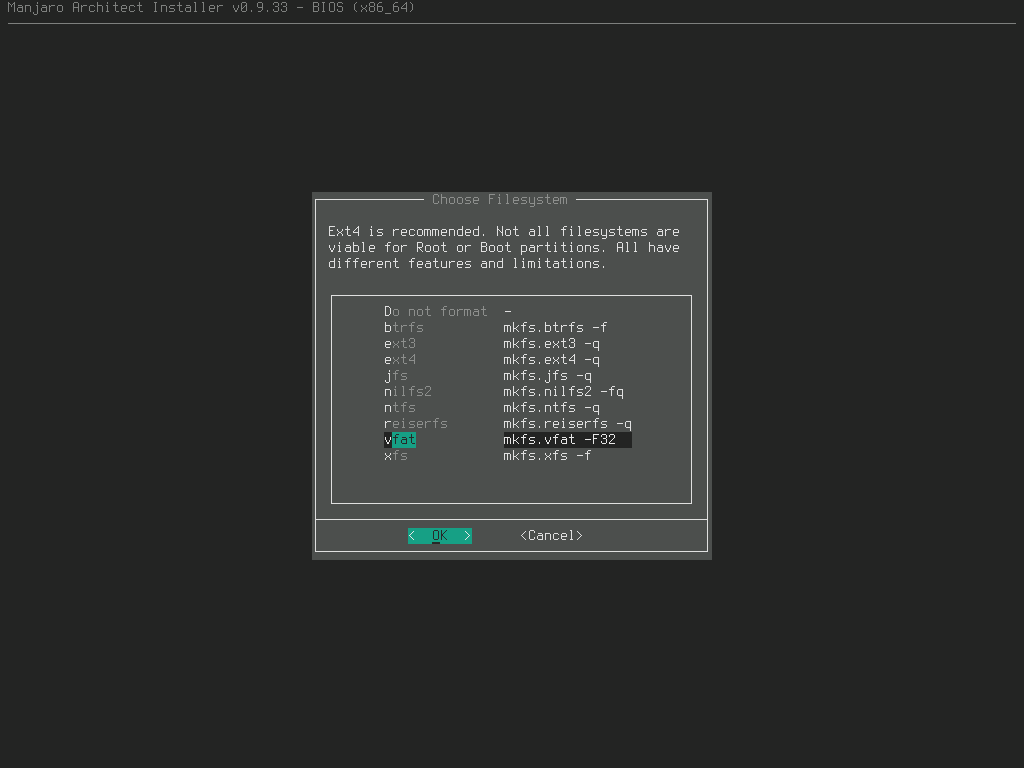 Manjaro Architect Installer v0.9.33 - BIOS (x86_64)
Choose Filesystem
Ext4 is recommended. Not all filesystems are
viable for Root or Boot partitions. All have
different features and limitations.
Do not format -
btrfs mkfs.btrfs -f
ext3 mkfs.ext3 -q
ext4 mkfs.ext4 -q
jfs mkfs.jfs -q
nilfs2 mkfs.nilfs2 -fq
ntfs mkfs.ntfs -q
reiserfs mkfs.reiserfs -q
vfat mkfs.vfat -F32
xfs mkfs.xfs -f
< OK > <Cancel>